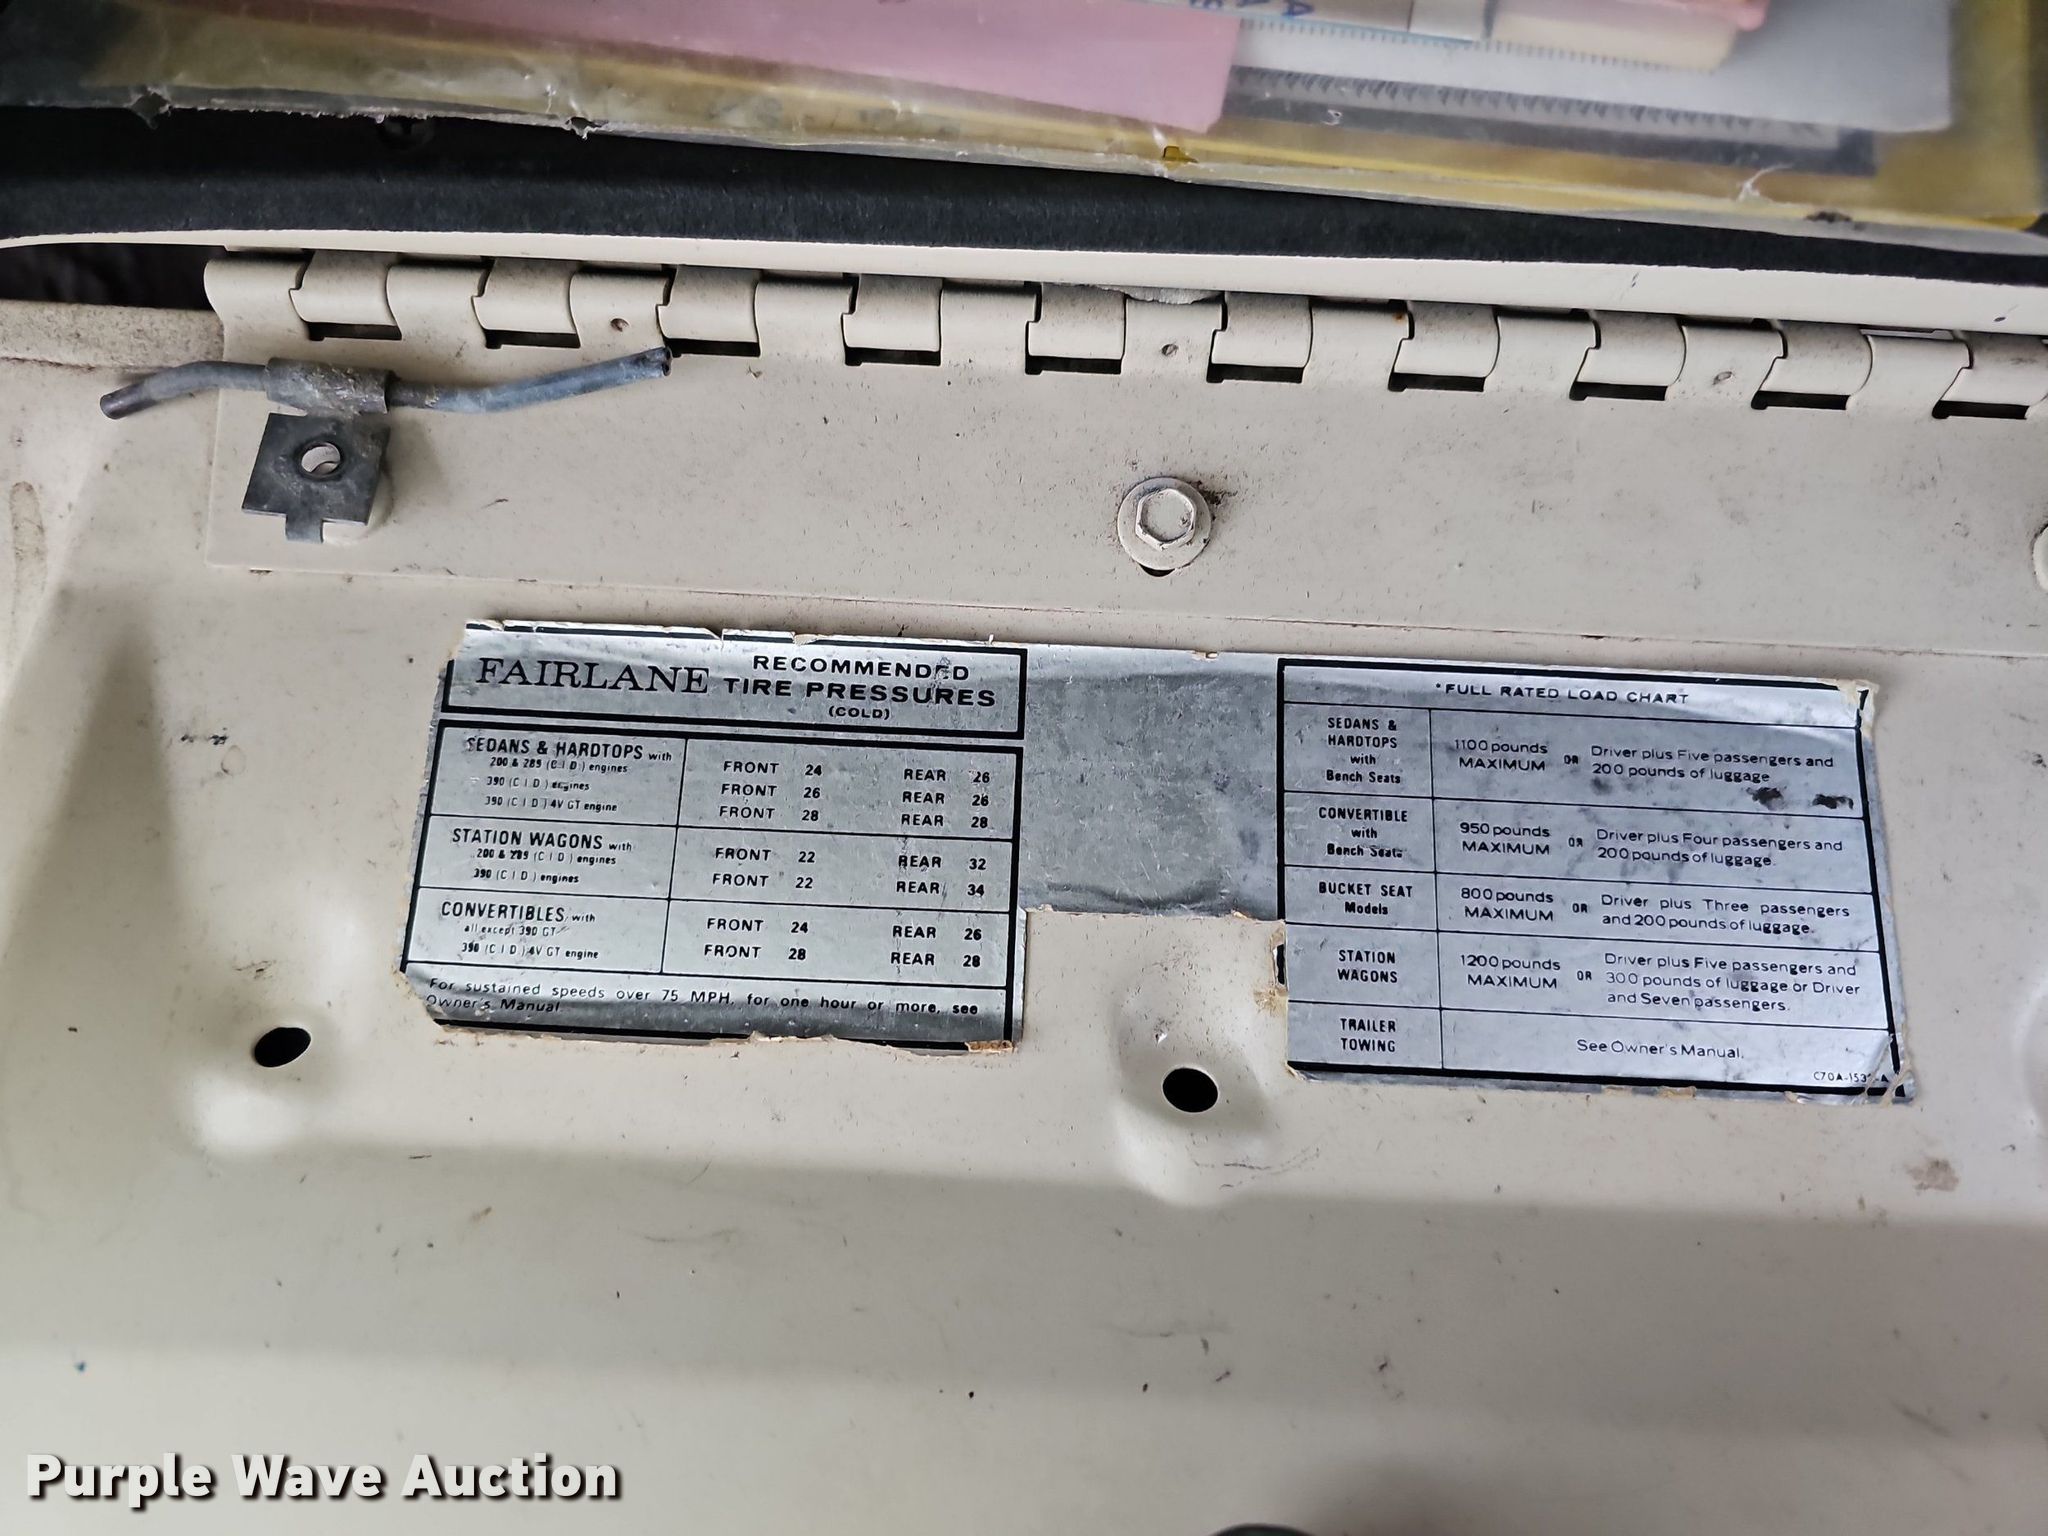 FAIRLANE RECOMMENDED TIRE PRESSURES
(COLD)
SEDANS & HARDTOPS with
200 & 289 (C I D) engines FRONT 24 REAR 26
390 (C I D) engines FRONT 26 REAR 26
390 (C I D) 4V GT engine FRONT 28 REAR 28
STATION WAGONS with
200 & 289 (C I D) engines FRONT 22 REAR 32
390 (C I D) engines FRONT 22 REAR 34
CONVERTIBLES with
all except 390 GT FRONT 24 REAR 26
390 (C I D) 4V GT engine FRONT 28 REAR 28
For sustained speeds over 75 MPH, for one hour or more, see
Owner's Manual
*FULL RATED LOAD CHART
SEDANS &
HARDTOPS
with
Bench Seats
1100 pounds
MAXIMUM
OR
Driver plus Five passengers and
200 pounds of luggage
CONVERTIBLE
with
Bench Seats
950 pounds
MAXIMUM
OR
Driver plus Four passengers and
200 pounds of luggage.
BUCKET SEAT
Models
800 pounds
MAXIMUM
OR
Driver plus Three passengers
and 200 pounds of luggage.
STATION
WAGONS
1200 pounds
MAXIMUM
OR
Driver plus Five passengers and
300 pounds of luggage or Driver
and Seven passengers.
TRAILER
TOWING
See Owner's Manual.
Purple Wave Auction